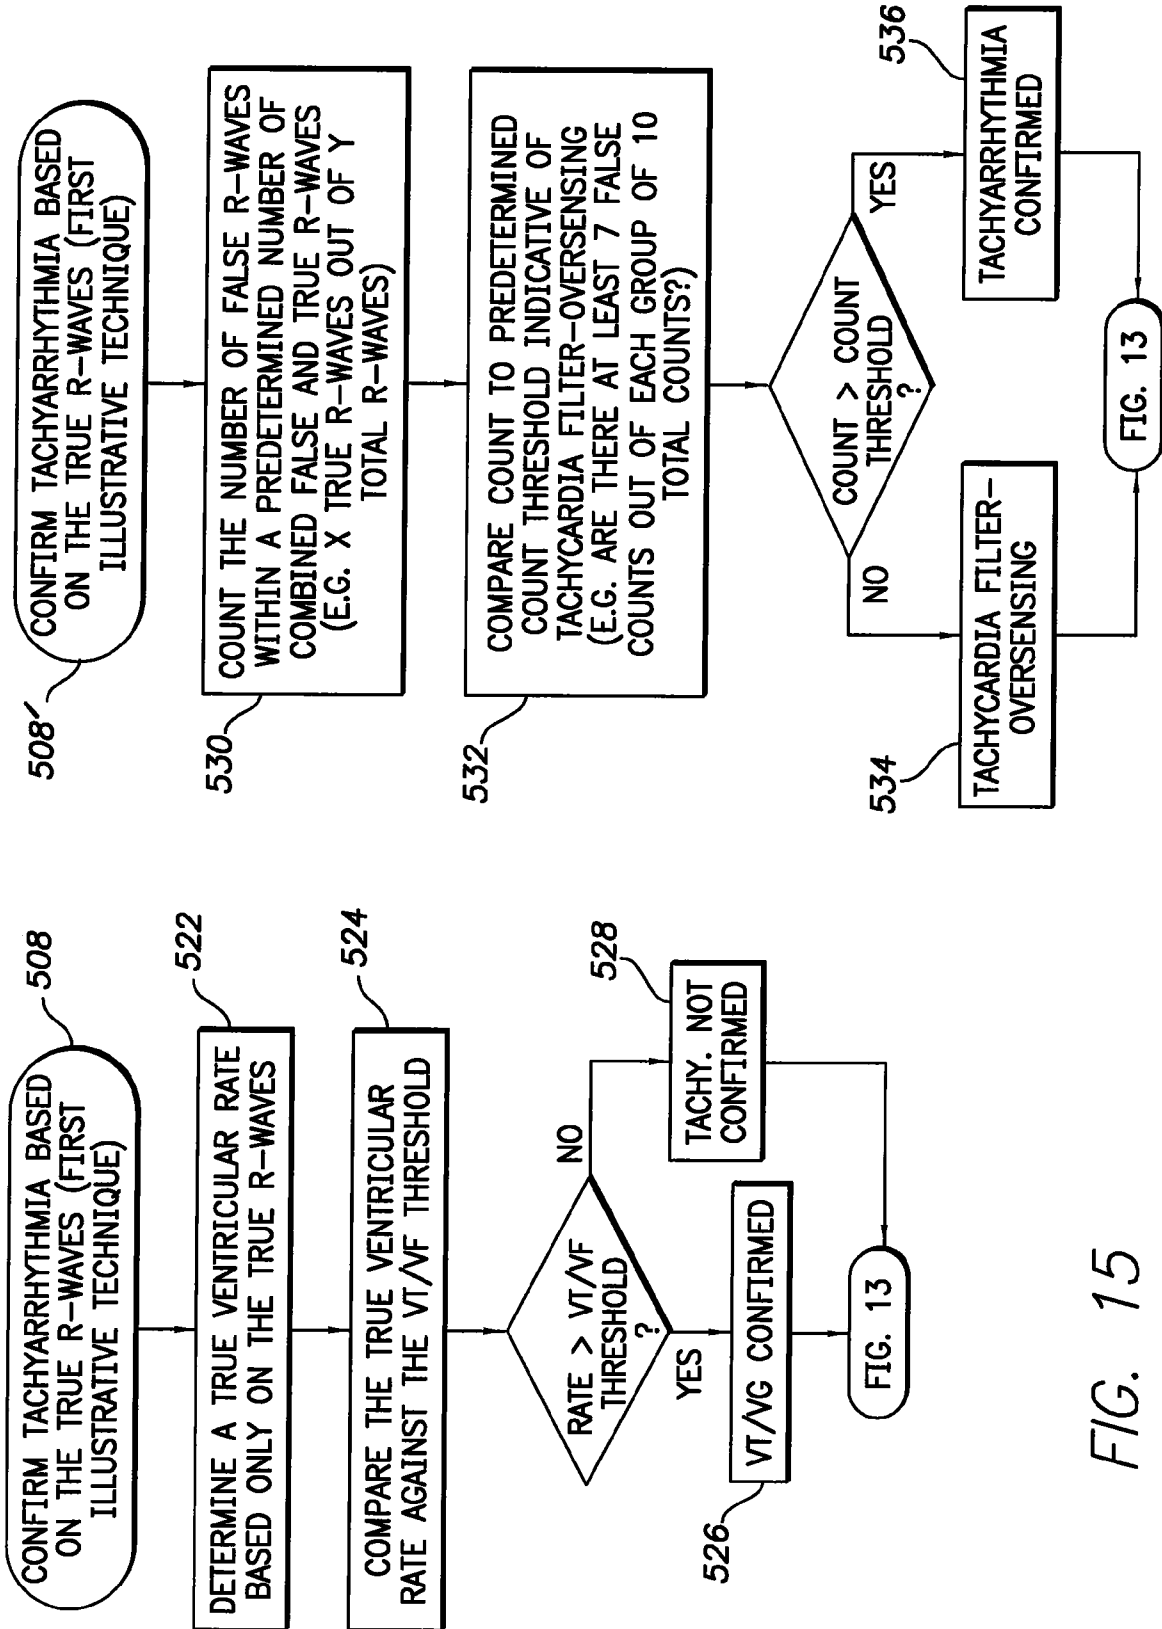 CONFIRM TACHYARRHYTHMIA BASED
ON THE TRUE R-WAVES (FIRST
ILLUSTRATIVE TECHNIQUE)
508
DETERMINE A TRUE VENTRICULAR RATE
BASED ONLY ON THE TRUE R-WAVES
522
COMPARE THE TRUE VENTRICULAR
RATE AGAINST THE VT/VF THRESHOLD
524
RATE > VT/VF
THRESHOLD
?
NO
YES
528
TACHY. NOT
CONFIRMED
VT/VG CONFIRMED
526
FIG. 13
508'
CONFIRM TACHYARRHYTHMIA BASED
ON THE TRUE R-WAVES (FIRST
ILLUSTRATIVE TECHNIQUE)
530
COUNT THE NUMBER OF FALSE R-WAVES
WITHIN A PREDETERMINED NUMBER OF
COMBINED FALSE AND TRUE R-WAVES
(E.G. X TRUE R-WAVES OUT OF Y
TOTAL R-WAVES)
532
COMPARE COUNT TO PREDETERMINED
COUNT THRESHOLD INDICATIVE OF
TACHYCARDIA FILTER-OVERSENSING
(E.G. ARE THERE AT LEAST 7 FALSE
COUNTS OUT OF EACH GROUP OF 10
TOTAL COUNTS?)
COUNT > COUNT
THRESHOLD
?
NO
YES
534
TACHYCARDIA FILTER-
OVERSENSING
536
TACHYARRHYTHMIA
CONFIRMED
FIG. 13
FIG. 15